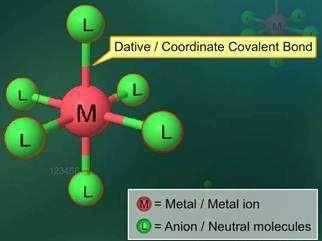 L
Dative / Coordinate Covalent Bond
L
L
M
L
L
L
M = Metal / Metal ion
L = Anion / Neutral molecules